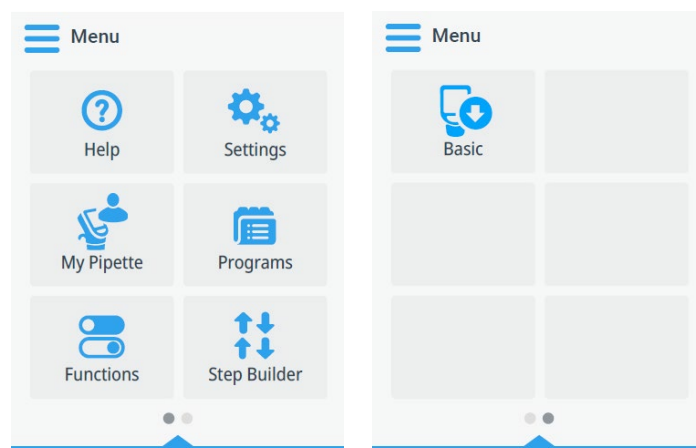 Menu
?
Help
Settings
My Pipette
Programs
Functions
Step Builder
Menu
Basic